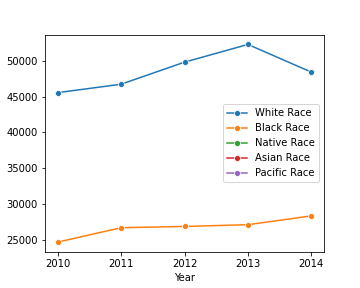 50000
45000
40000
35000
30000
25000
White Race
Black Race
Native Race
Asian Race
Pacific Race
2010 2011 2012 2013 2014
Year